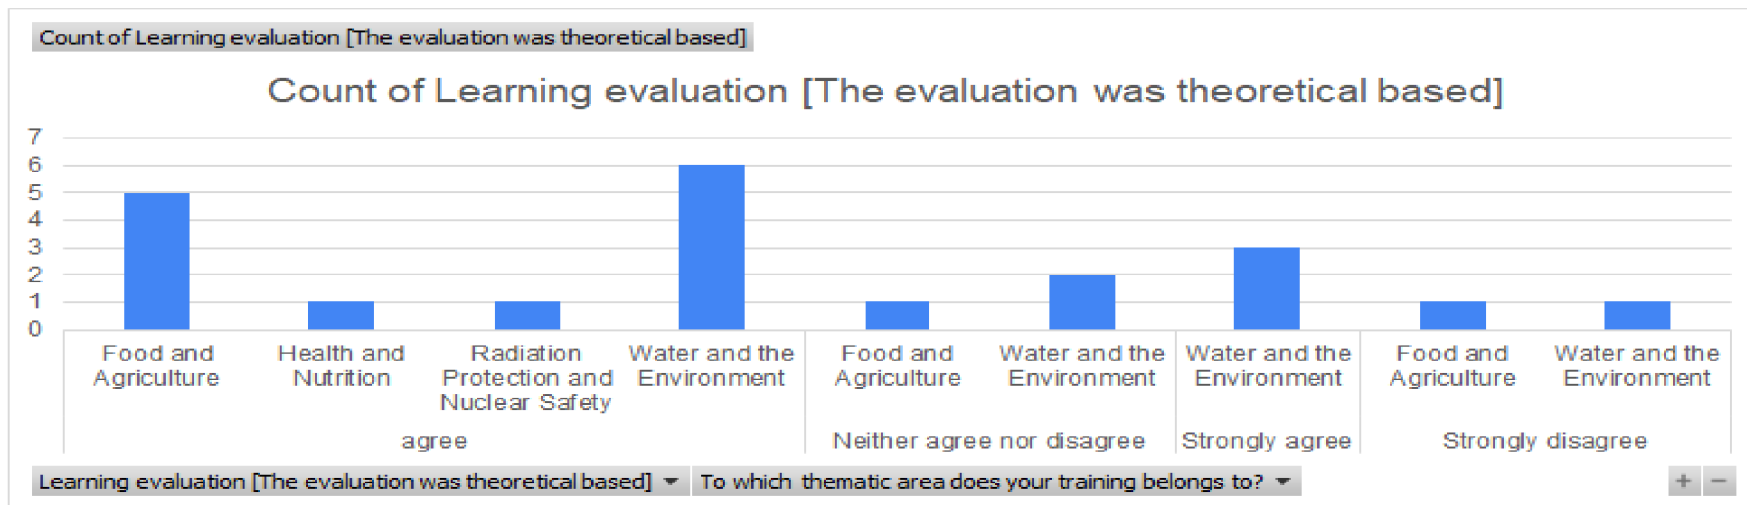 Count of Learning evaluation [The evaluation was theoretical based]
Count of Learning evaluation [The evaluation was theoretical based]
7
6
5
4
3
2
1
0
Food and Agriculture
Health and Nutrition
Radiation Protection and Nuclear Safety
Water and the Environment
Food and Agriculture
Water and the Environment
Water and the Environment
Food and Agriculture
Water and the Environment
agree
Neither agree nor disagree
Strongly agree
Strongly disagree
Learning evaluation [The evaluation was theoretical based]
To which thematic area does your training belongs to?
+ −